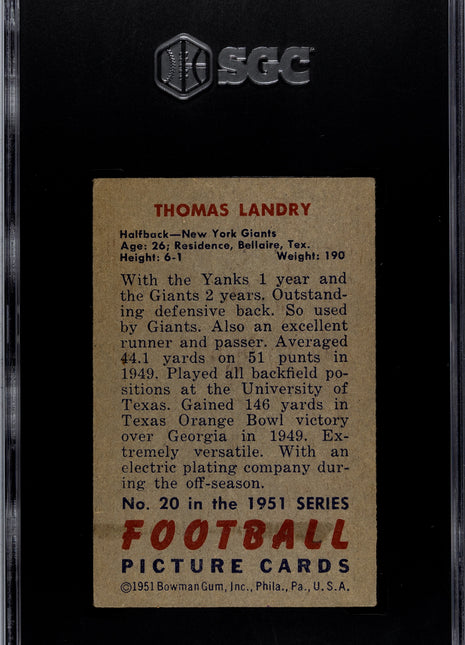 SGC
THOMAS LANDRY
Halfback—New York Giants
Age: 26; Residence, Bellaire, Tex.
Height: 6-1 Weight: 190
With the Yanks 1 year and
the Giants 2 years. Outstand-
ing defensive back. So used
by Giants. Also an excellent
runner and passer. Averaged
44.1 yards on 51 punts in
1949. Played all backfield po-
sitions at the University of
Texas. Gained 146 yards in
Texas Orange Bowl victory
over Georgia in 1949. Ex-
tremely versatile. With an
electric plating company dur-
ing the off-season.
No. 20 in the 1951 SERIES
FOOTBALL
PICTURE CARDS
©1951 Bowman Gum, Inc., Phila., Pa., U. S. A.